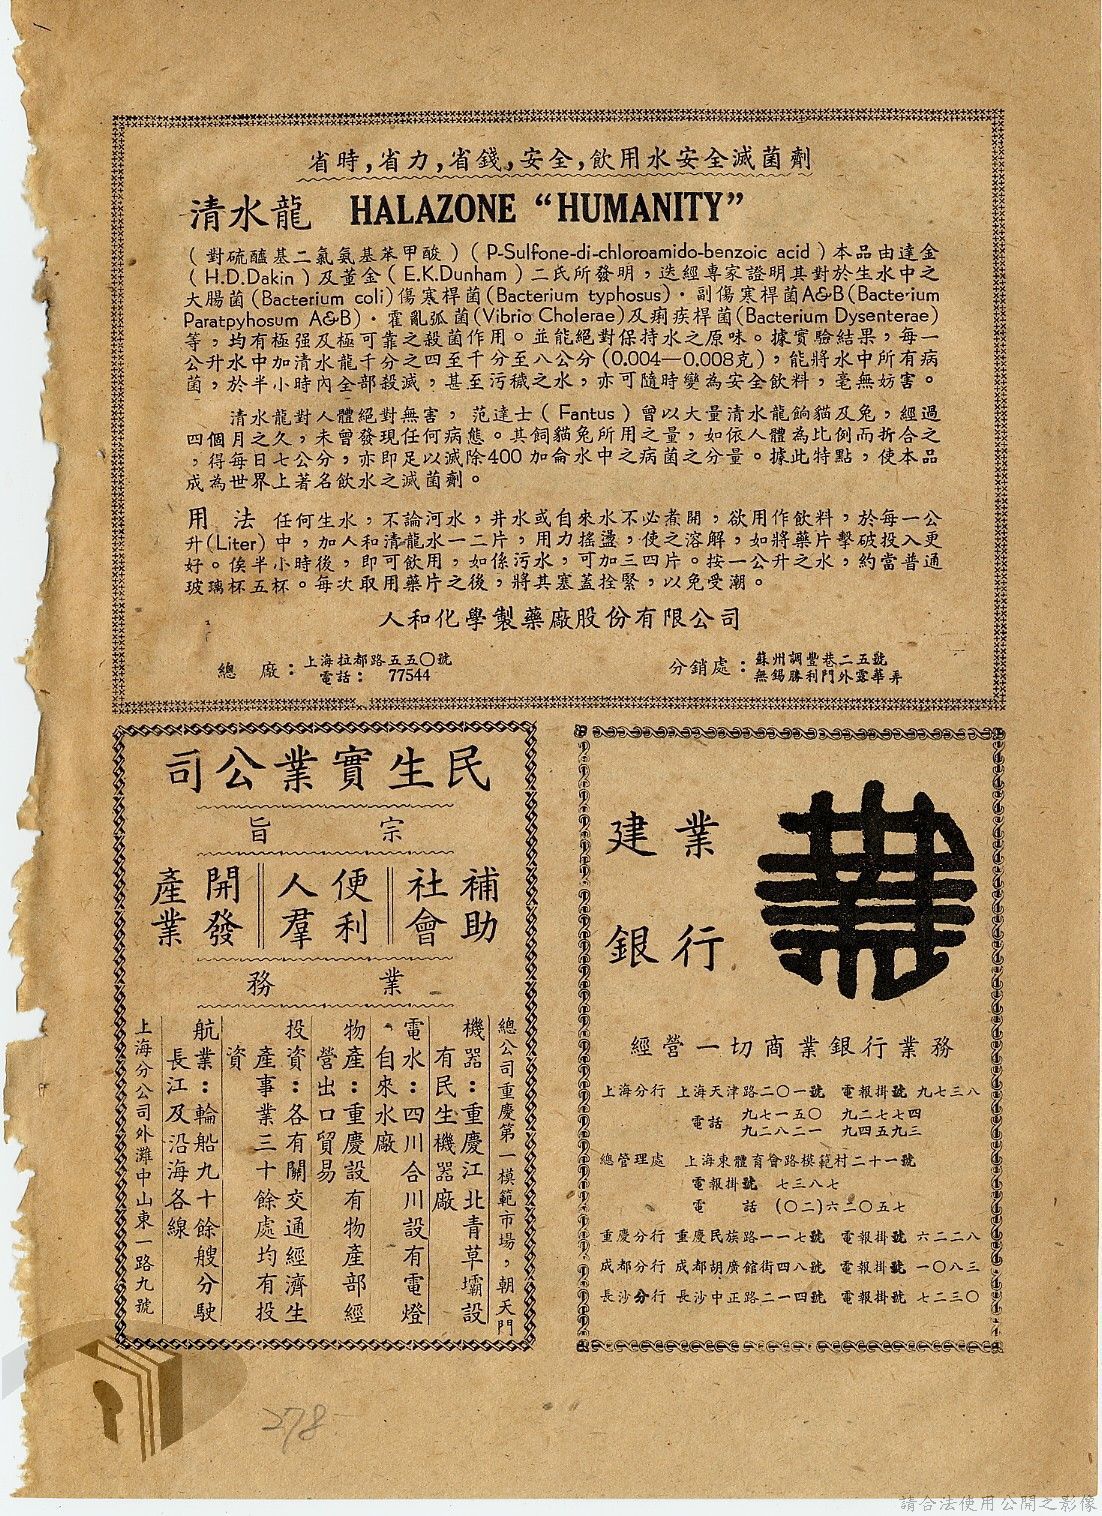 省時,省力,省錢,安全,飲用水安全滅菌劑
清水龍 HALAZONE “HUMANITY”
(對硫醯基二氯氨基苯甲酸)(P-Sulfone-di-chloroamido-benzoic acid)本品由達金
(H.D.Dakin)及董金(E.K.Dunham)二氏所發明，迭經專家證明其對於生水中之
大腸菌(Bacterium coli)傷寒桿菌(Bacterium typhosus)・副傷寒桿菌A&B(Bacterium
Paratpyhosum A&B)・霍亂弧菌(Vibrio Cholerae)及痢疾桿菌(Bacterium Dysenterae)
等，均有極强及極可靠之殺菌作用。並能絕對保持水之原味。據實驗結果，每一
公升水中加清水龍千分之四至千分至八公分(0.004—0.008克)，能將水中所有病
菌，於半小時內全部殺滅，甚至污穢之水，亦可隨時變為安全飲料，毫無妨害。
清水龍對人體絕對無害，范達士(Fantus)曾以大量清水龍餉貓及兔，經過
四個月之久，未曾發現任何病態。其飼貓兔所用之量，如依人體為比例而折合之
，得每日七公分，亦即足以滅除400加侖水中之病菌之分量。據此特點，使本品
成為世界上著名飲水之滅菌劑。
用法 任何生水，不論河水，井水或自來水不必煮開，欲用作飲料，於每一公
升(Liter)中，加人和清龍水一二片，用力搖盪，使之溶解，如將藥片擊破投入更
好。俟半小時後，即可飲用，如係污水，可加三四片。按一公升之水，約當普通
玻璃杯五杯。每次取用藥片之後，將其塞蓋拴緊，以免受潮。
人和化學製藥廠股份有限公司
總廠：上海拉都路五五〇號
電話：77544
分銷處：蘇州調豐巷二五號
無錫勝利門外露華弄
司公業實生民
旨宗
補助社會
便利人羣
開發產業
務業
總公司重慶第一模範市場，朝天門
機器：重慶江北青草壩設
有民生機器廠
電水：四川合川設有電燈
自來水廠
物產：重慶設有物產部經
營出口貿易
投資：各有關交通經濟生
產事業三十餘處均有投
資
航業：輪船九十餘艘分駛
長江及沿海各線
上海分公司外灘中山東一路九號
建業
銀行
經營一切商業銀行業務
上海分行 上海天津路二〇一號 電報掛號 九七三八
電話 九七一五〇 九二七七四
九二八二一 九四五九三
總管理處 上海東體育會路模範村二十一號
電報掛號 七三八七
電話 (〇二)六二〇五七
重慶分行 重慶民族路一一七號 電報掛號 六二二八
成都分行 成都胡廣館街四八號 電報掛號 一〇八三
長沙分行 長沙中正路二一四號 電報掛號 七二三〇
278
請合法使用公開之影像